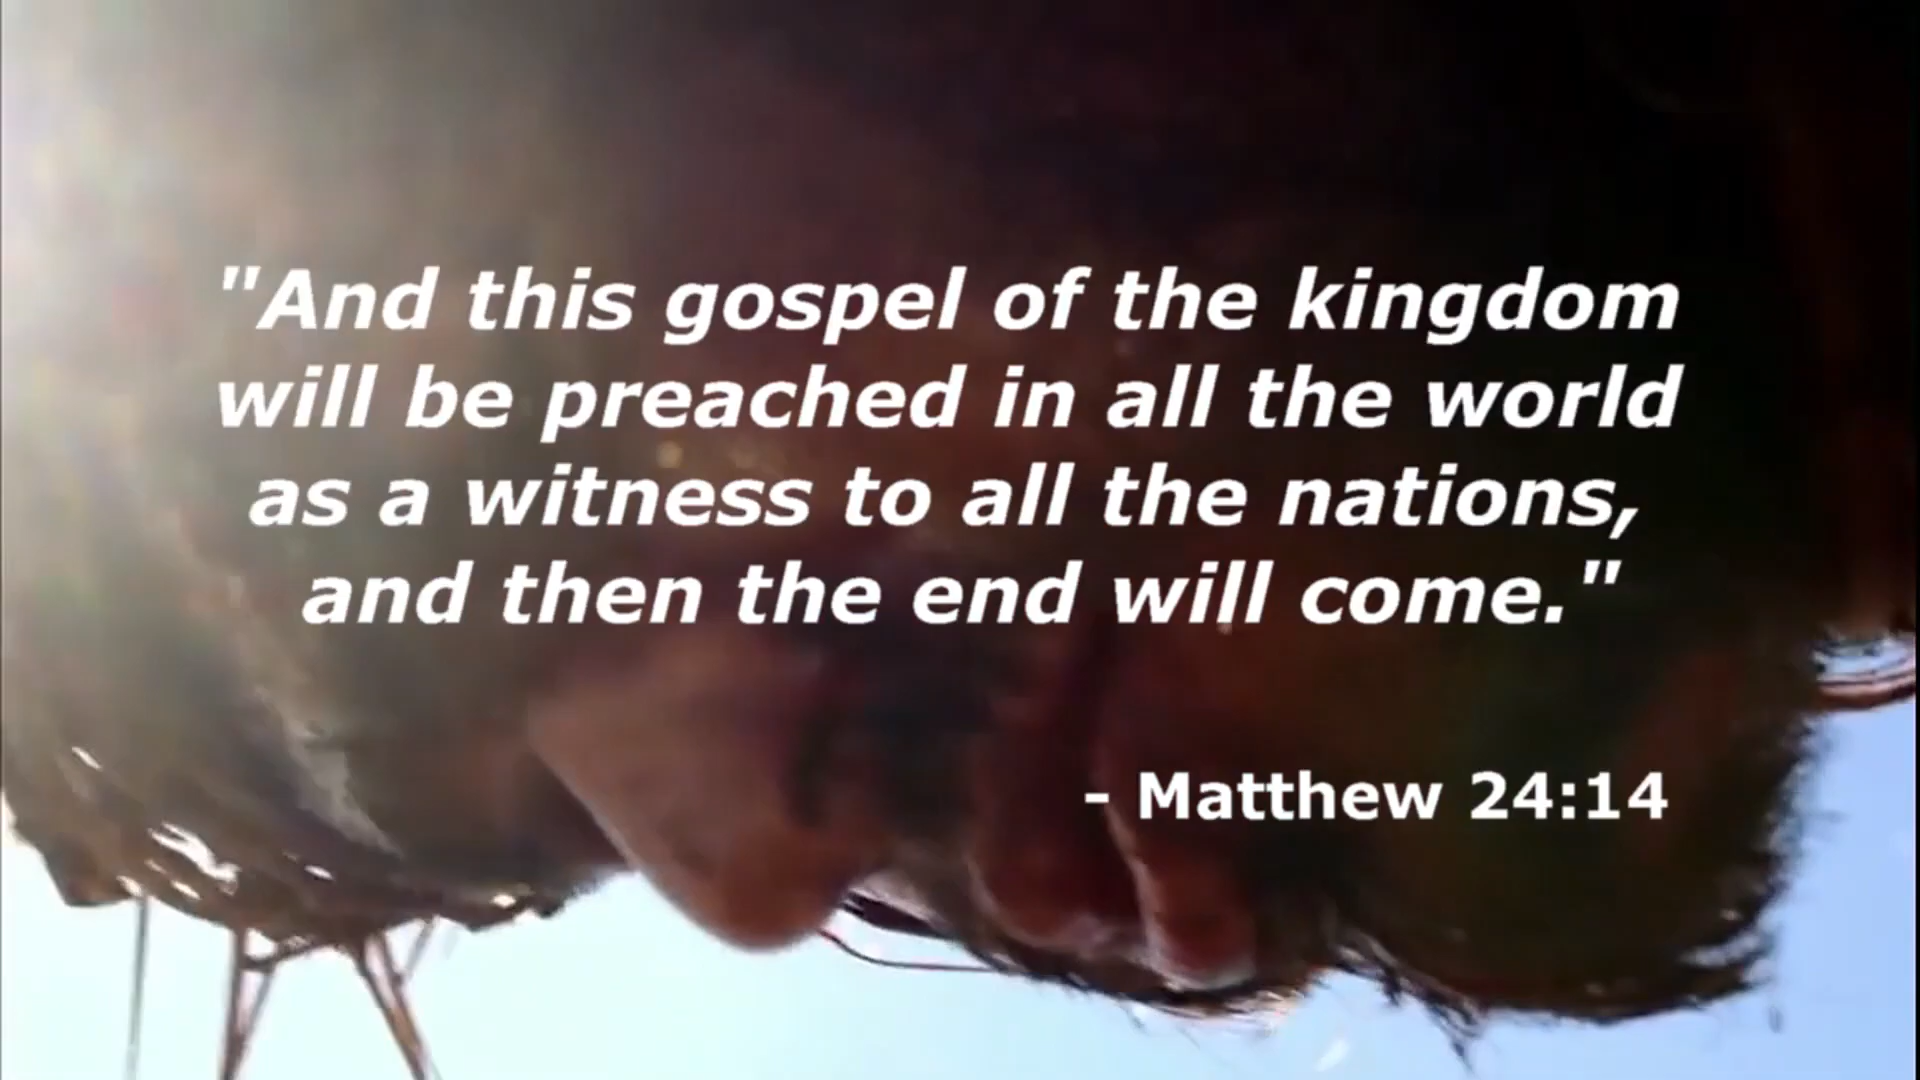 "And this gospel of the kingdom
will be preached in all the world
as a witness to all the nations,
and then the end will come."
- Matthew 24:14